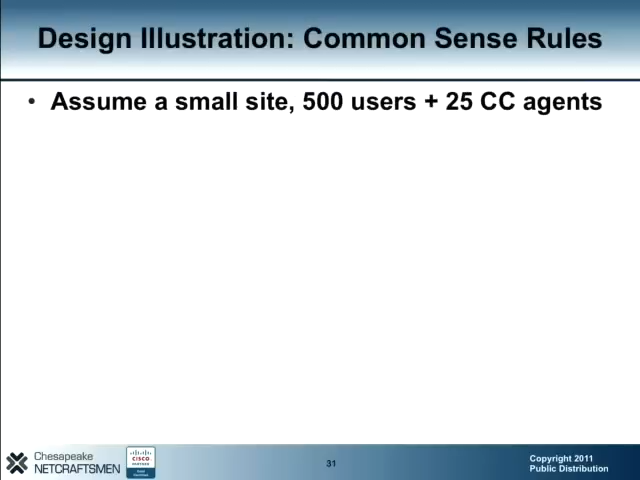 Design Illustration: Common Sense Rules
• Assume a small site, 500 users + 25 CC agents
Chesapeake
NETCRAFTSMEN
CISCO
PARTNER
31
Copyright 2011
Public Distribution